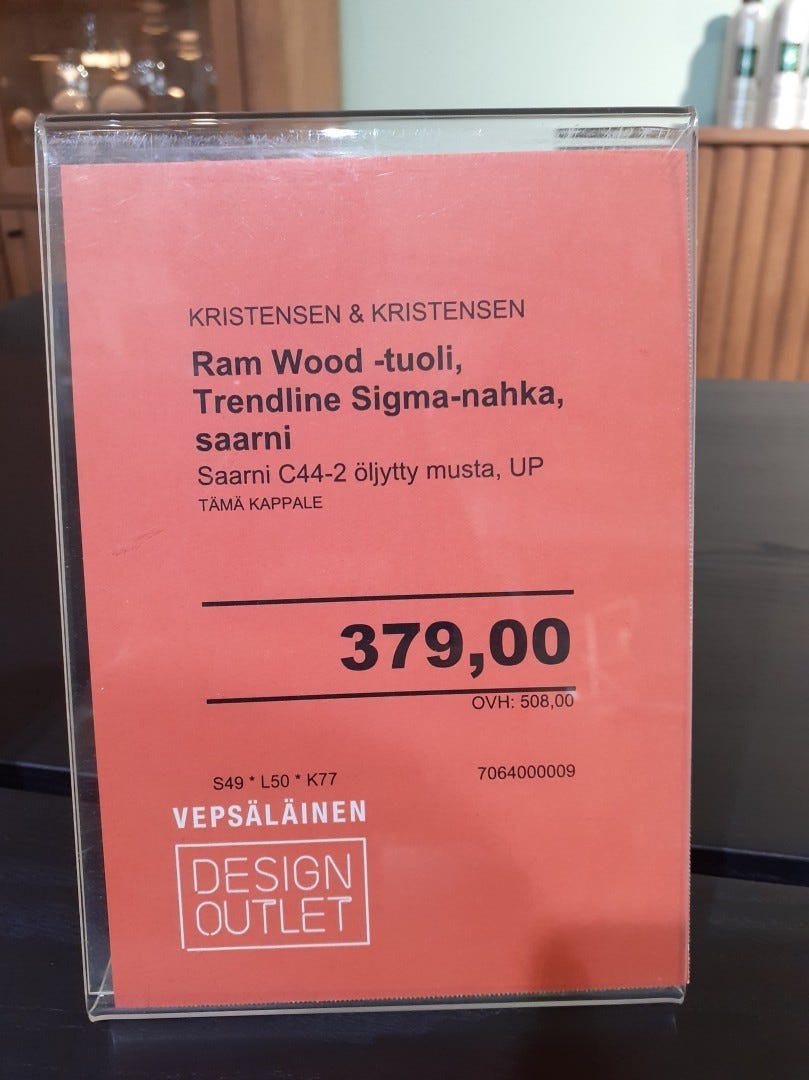 KRISTENSEN & KRISTENSEN
Ram Wood -tuoli,
Trendline Sigma-nahka,
saarni
Saarni C44-2 öljytty musta, UP
TÄMÄ KAPPALE
379,00
OVH: 508,00
S49 * L50 * K77
7064000009
VEPSÄLÄINEN
DESIGN
OUTLET